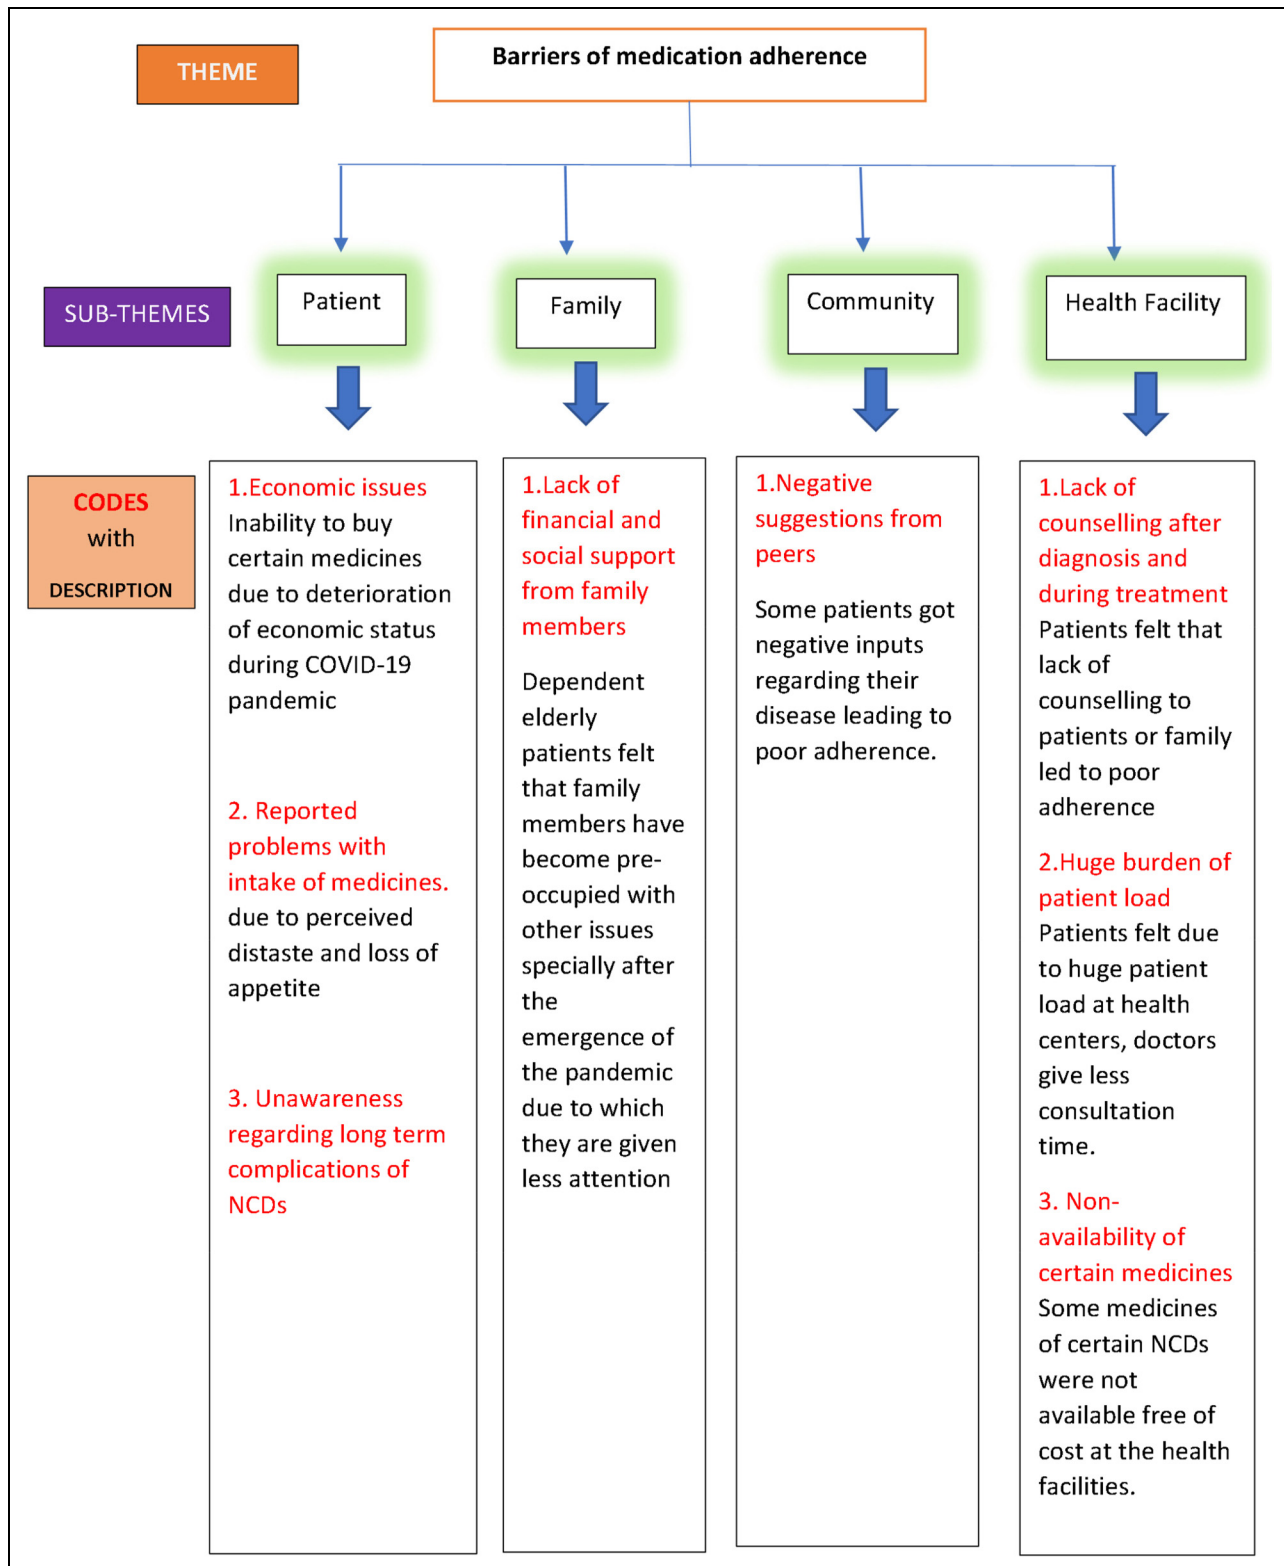 THEME
Barriers of medication adherence
SUB-THEMES
Patient
Family
Community
Health Facility
CODES
with
DESCRIPTION
1.Economic issues
Inability to buy
certain medicines
due to deterioration
of economic status
during COVID-19
pandemic
2. Reported
problems with
intake of medicines.
due to perceived
distaste and loss of
appetite
3. Unawareness
regarding long term
complications of
NCDs
1.Lack of
financial and
social support
from family
members
Dependent
elderly
patients felt
that family
members have
become pre-
occupied with
other issues
specially after
the
emergence of
the pandemic
due to which
they are given
less attention
1.Negative
suggestions from
peers
Some patients got
negative inputs
regarding their
disease leading to
poor adherence.
1.Lack of
counselling after
diagnosis and
during treatment
Patients felt that
lack of
counselling to
patients or family
led to poor
adherence
2.Huge burden of
patient load
Patients felt due
to huge patient
load at health
centers, doctors
give less
consultation
time.
3. Non-
availability of
certain medicines
Some medicines
of certain NCDs
were not
available free of
cost at the health
facilities.